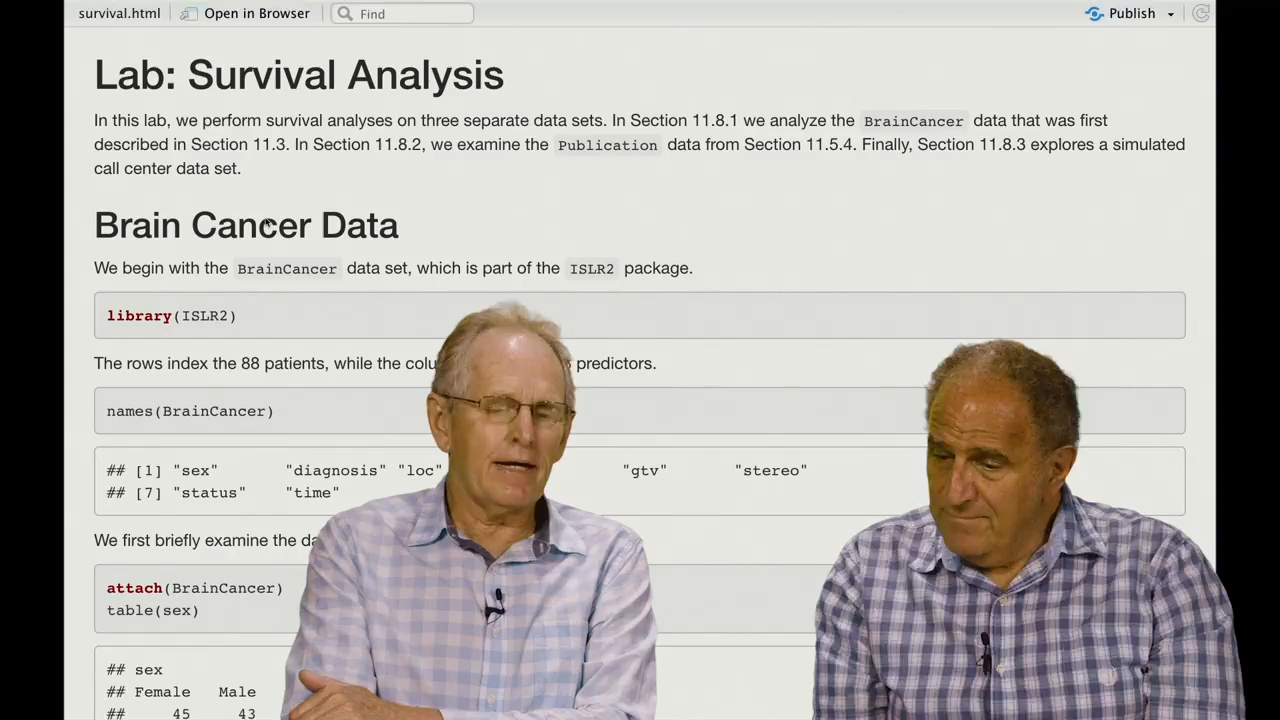 survival.html Open in Browser Find Publish
Lab: Survival Analysis
In this lab, we perform survival analyses on three separate data sets. In Section 11.8.1 we analyze the BrainCancer data that was first
described in Section 11.3. In Section 11.8.2, we examine the Publication data from Section 11.5.4. Finally, Section 11.8.3 explores a simulated
call center data set.
Brain Cancer Data
We begin with the BrainCancer data set, which is part of the ISLR2 package.
library(ISLR2)
The rows index the 88 patients, while the predictors.
names(BrainCancer)
## [1] "sex" "diagnosis" "loc" "gtv" "stereo"
## [7] "status" "time"
We first briefly examine the
attach(BrainCancer)
table(sex)
## sex
## Female Male
## 45 43